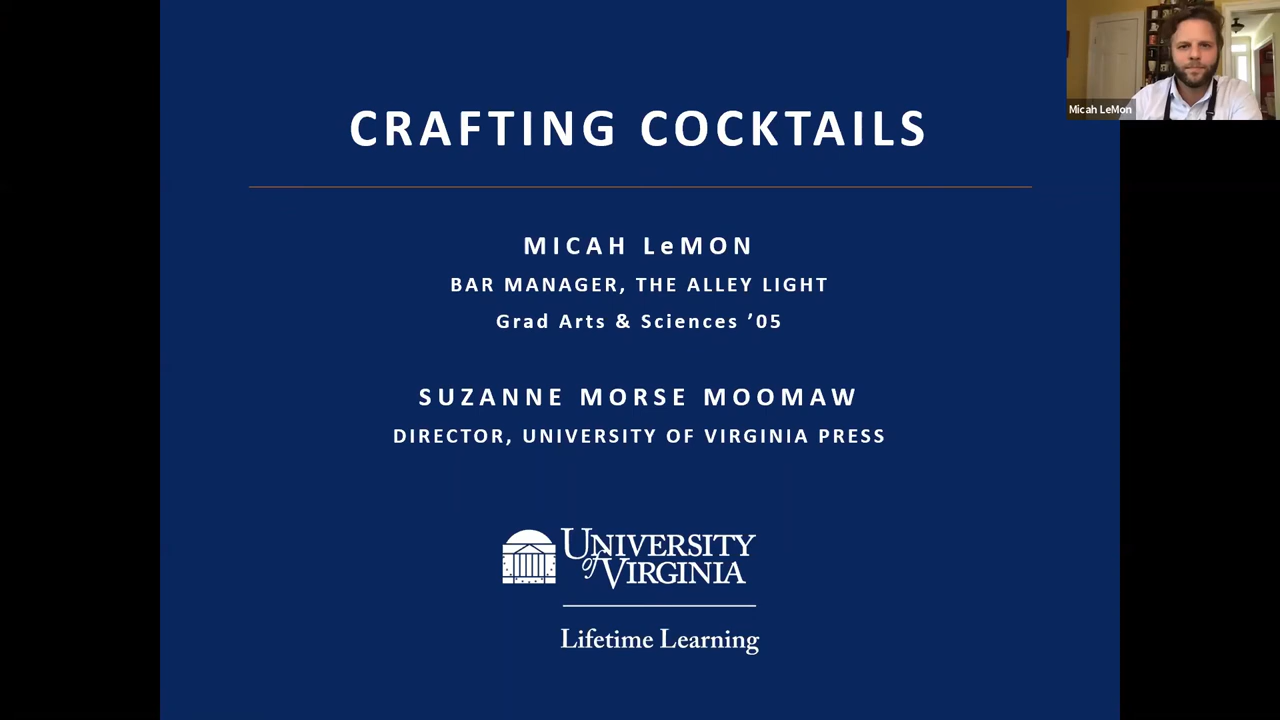 CRAFTING COCKTAILS
Micah LeMon
MICAH LeMON
BAR MANAGER, THE ALLEY LIGHT
Grad Arts & Sciences ’05
SUZANNE MORSE MOOMAW
DIRECTOR, UNIVERSITY OF VIRGINIA PRESS
UNIVERSITY
of VIRGINIA
Lifetime Learning